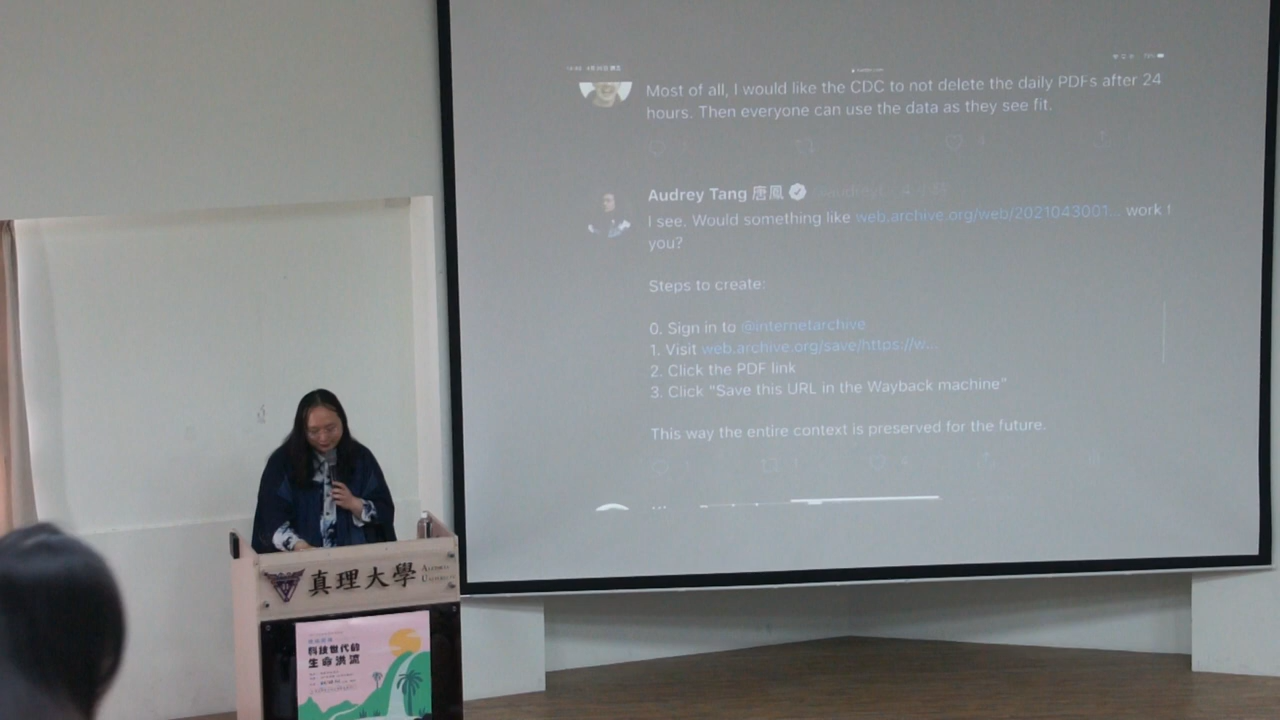 Most of all, I would like the CDC to not delete the daily PDFs after 24
hours. Then everyone can use the data as they see fit.
Audrey Tang 唐鳳
I see. Would something like web.archive.org/web/2021043001... work
you?
Steps to create:
0. Sign in to @internetarchive
1. Visit web.archive.org/save/https://w...
2. Click the PDF link
3. Click "Save this URL in the Wayback machine"
This way the entire context is preserved for the future.
真理大學
科技世代的
生命洪流